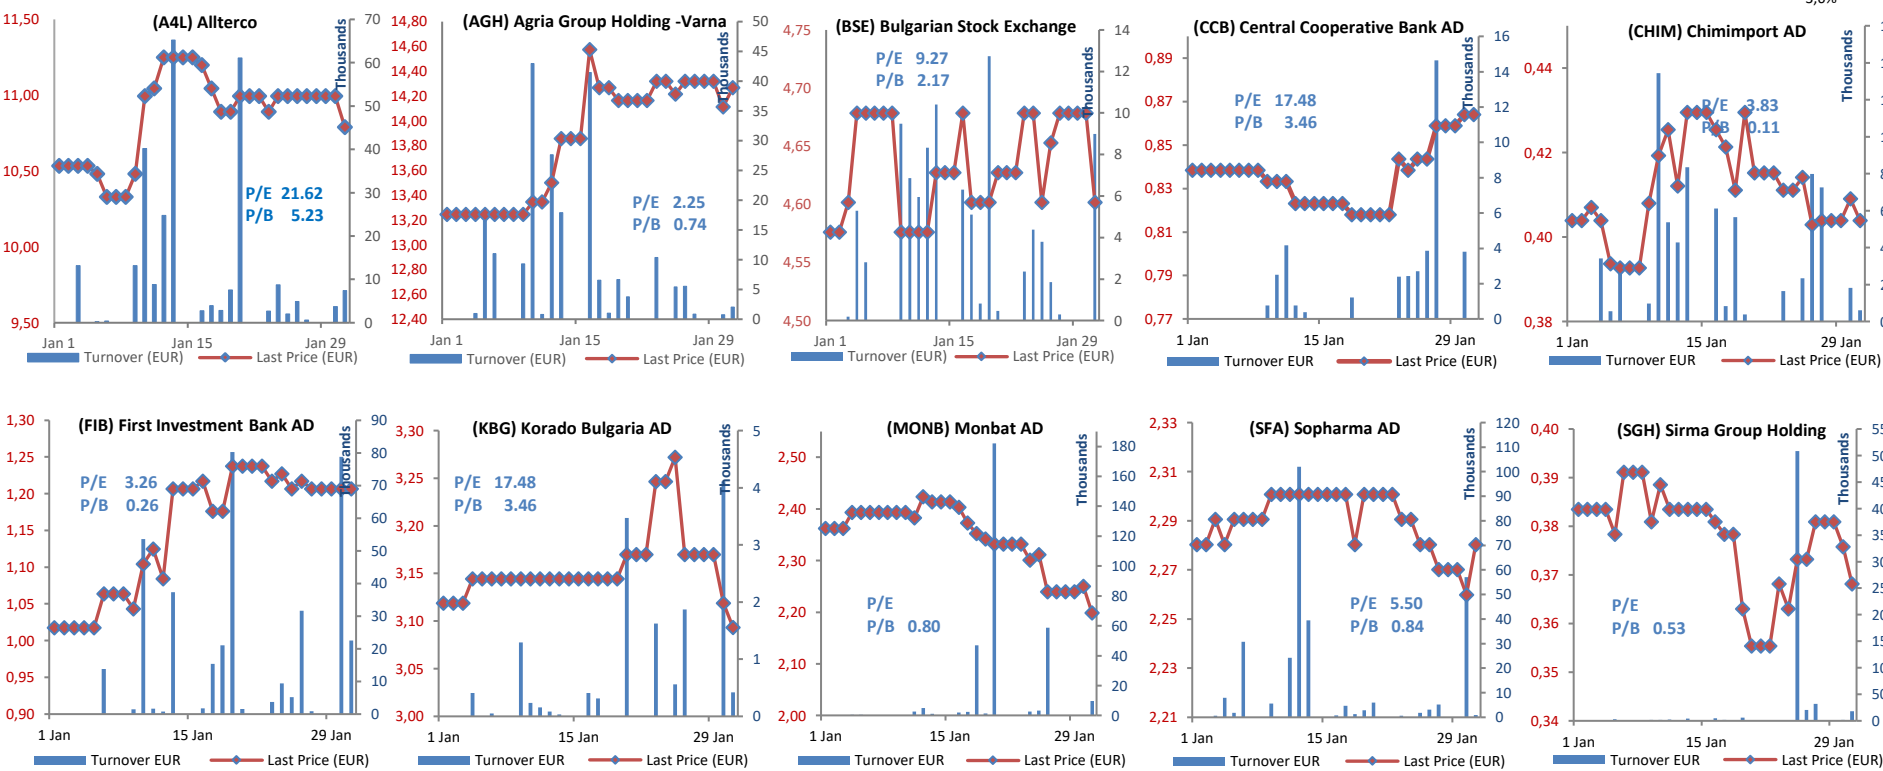 5,0%
(A4L) Allterco
11,50
11,00
10,50
10,00
9,50
70
60
50
40
30
20
10
0
Thousands
P/E 21.62
P/B 5.23
Jan 1
Jan 15
Jan 29
Turnover (EUR)
Last Price (EUR)
(AGH) Agria Group Holding -Varna
14,80
14,60
14,40
14,20
14,00
13,80
13,60
13,40
13,20
13,00
12,80
12,60
12,40
50
45
40
35
30
25
20
15
10
5
0
Thousands
P/E 2.25
P/B 0.74
Jan 1
Jan 15
Jan 29
Turnover (EUR)
Last Price (EUR)
(BSE) Bulgarian Stock Exchange
4,75
4,70
4,65
4,60
4,55
4,50
14
12
10
8
6
4
2
0
Thousands
P/E 9.27
P/B 2.17
Jan 1
Jan 15
Jan 29
Turnover (EUR)
Last Price (EUR)
(CCB) Central Cooperative Bank AD
0,89
0,87
0,85
0,83
0,81
0,79
0,77
16
14
12
10
8
6
4
2
0
Thousands
P/E 17.48
P/B 3.46
1 Jan
15 Jan
29 Jan
Turnover EUR
Last Price (EUR)
(CHIM) Chimimport AD
0,44
0,42
0,40
0,38
Thousands
P/E 3.83
P/B 0.11
1 Jan
15 Jan
29 Jan
Turnover EUR
Last Price (EUR)
(FIB) First Investment Bank AD
1,30
1,25
1,20
1,15
1,10
1,05
1,00
0,95
0,90
90
80
70
60
50
40
30
20
10
0
Thousands
P/E 3.26
P/B 0.26
1 Jan
15 Jan
29 Jan
Turnover EUR
Last Price (EUR)
(KBG) Korado Bulgaria AD
3,30
3,25
3,20
3,15
3,10
3,05
3,00
5
4
3
2
1
0
Thousands
P/E 17.48
P/B 3.46
1 Jan
15 Jan
29 Jan
Turnover EUR
Last Price (EUR)
(MONB) Monbat AD
2,50
2,40
2,30
2,20
2,10
2,00
180
160
140
120
100
80
60
40
20
0
Thousands
P/E
P/B 0.80
1 Jan
15 Jan
29 Jan
Turnover EUR
Last Price (EUR)
(SFA) Sopharma AD
2,33
2,31
2,29
2,27
2,25
2,23
2,21
120
110
100
90
80
70
60
50
40
30
20
10
0
Thousands
P/E 5.50
P/B 0.84
1 Jan
15 Jan
29 Jan
Turnover EUR
Last Price (EUR)
(SGH) Sirma Group Holding
0,40
0,39
0,38
0,37
0,36
0,35
0,34
Thousands
P/E
P/B 0.53
1 Jan
15 Jan
29 Jan
Turnover EUR
Last Price (EUR)